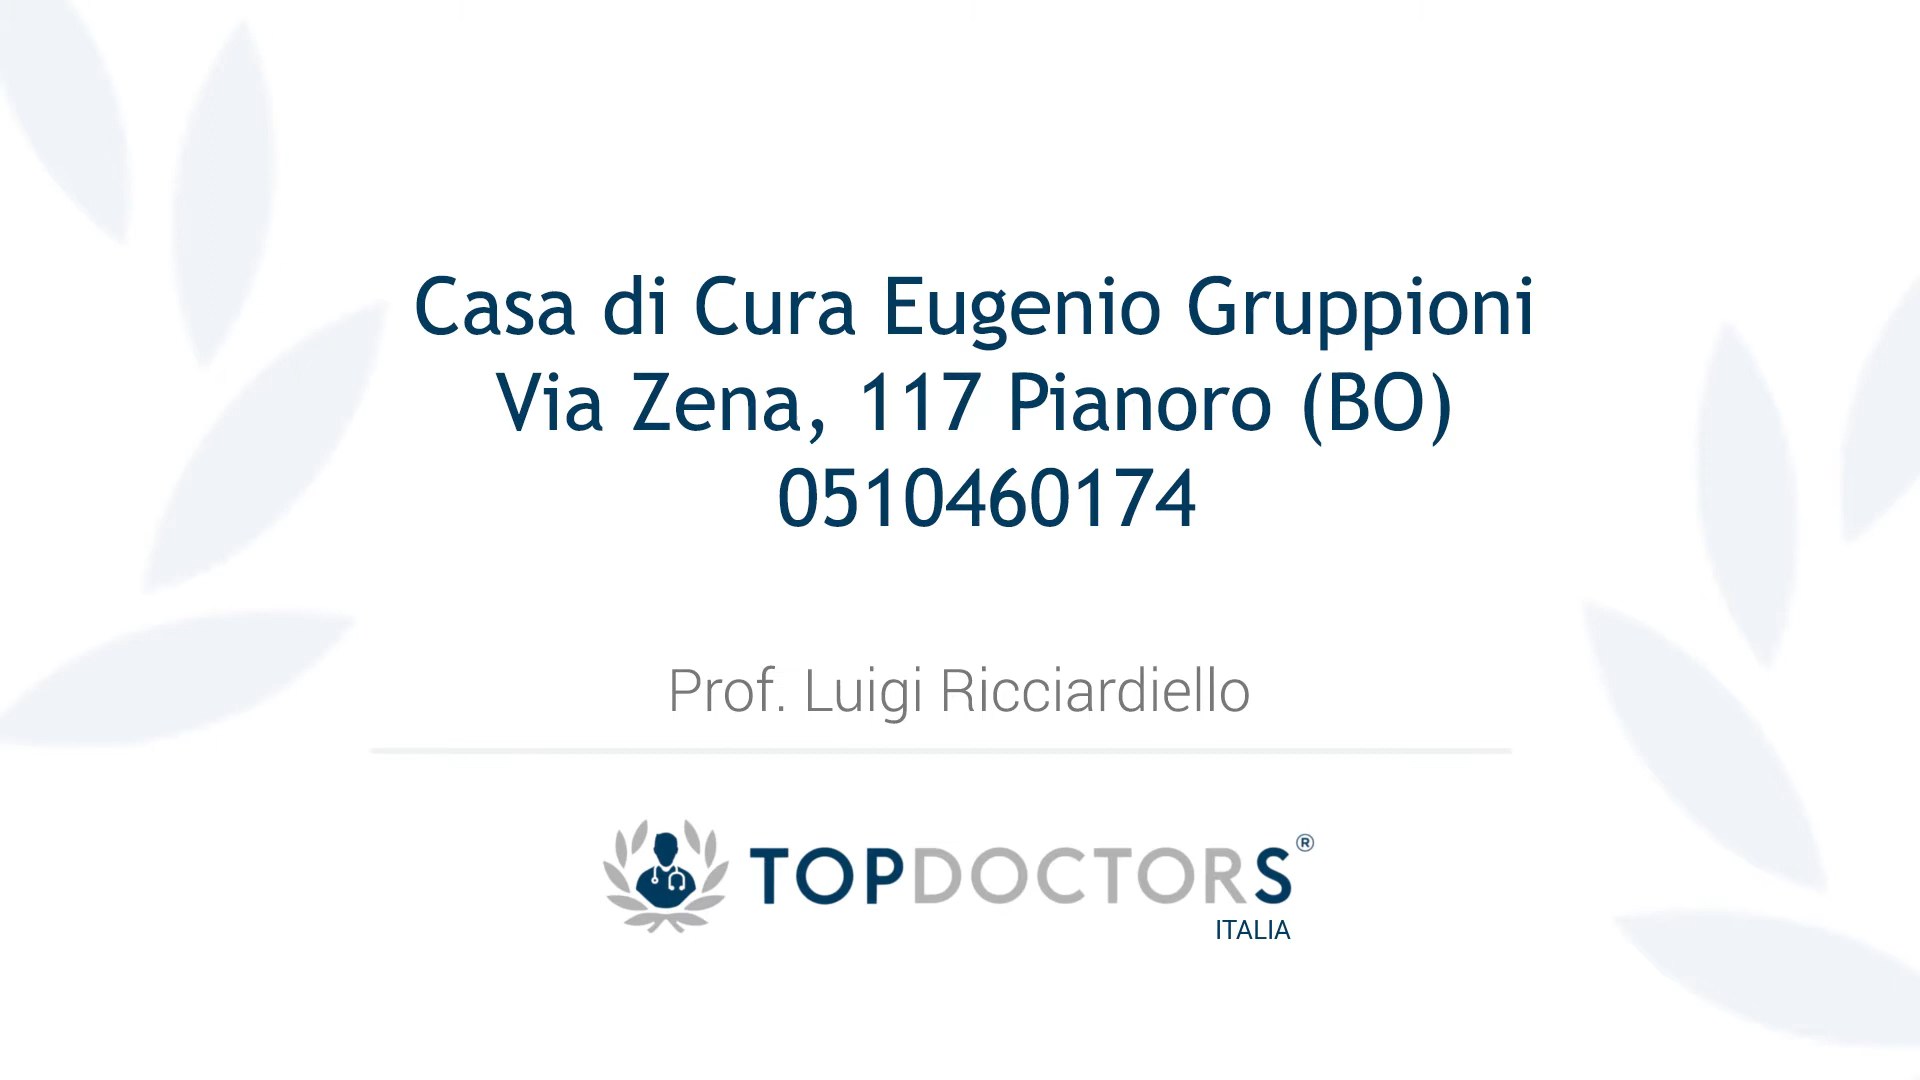 Casa di Cura Eugenio Gruppioni
Via Zena, 117 Pianoro (BO)
0510460174
Prof. Luigi Ricciardiello
TOPDOCTORS®
ITALIA